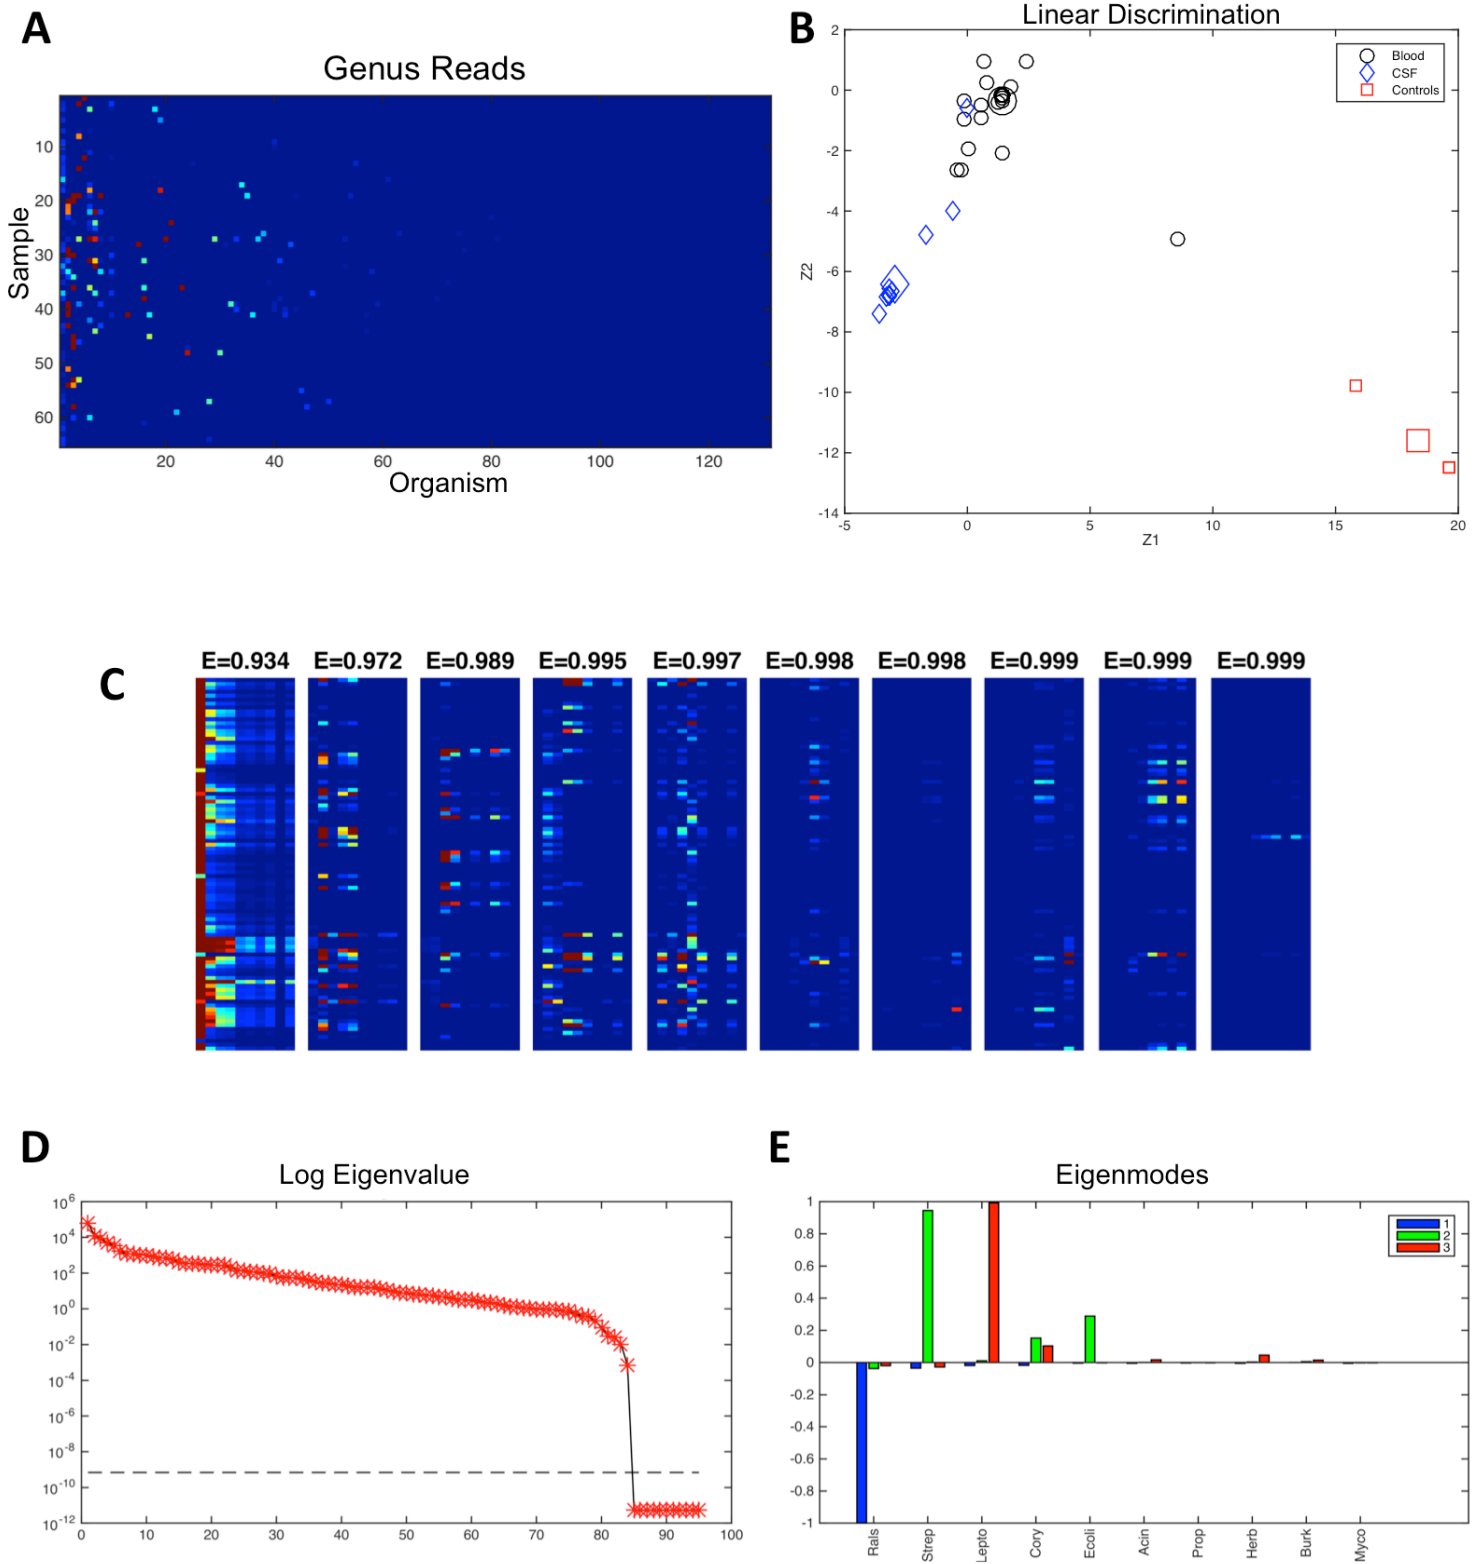 A
Genus Reads
Sample
10
20
30
40
50
60
20 40 60 80 100 120
Organism
B
Linear Discrimination
Blood
CSF
Controls
Z2
2
0
-2
-4
-6
-8
-10
-12
-14
-5 0 5 10 15 20
Z1
C
E=0.934 E=0.972 E=0.989 E=0.995 E=0.997 E=0.998 E=0.998 E=0.999 E=0.999 E=0.999
D
Log Eigenvalue
10^6
10^4
10^2
10^0
10^-2
10^-4
10^-6
10^-8
10^-10
10^-12
0 10 20 30 40 50 60 70 80 90 100
E
Eigenmodes
1
2
3
1
0.8
0.6
0.4
0.2
0
-0.2
-0.4
-0.6
-0.8
-1
Rals Strep Lepto Cory Ecoli Acin Prop Herb Burk Myco